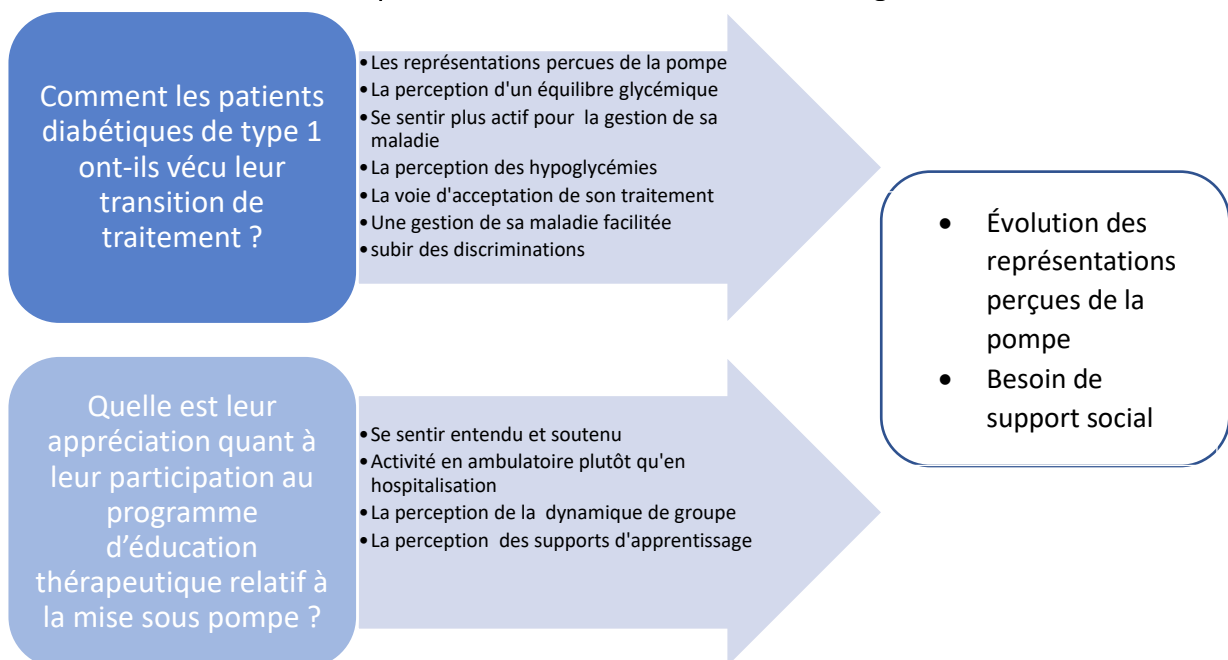 Comment les patients
diabétiques de type 1
ont-ils vécu leur
transition de
traitement ?
•Les représentations percues de la pompe
•La perception d'un équilibre glycémique
•Se sentir plus actif pour la gestion de sa
maladie
•La perception des hypoglycémies
•La voie d'acceptation de son traitement
•Une gestion de sa maladie facilitée
•subir des discriminations
Quelle est leur
appréciation quant à
leur participation au
programme
d’éducation
thérapeutique relatif à
la mise sous pompe ?
•Se sentir entendu et soutenu
•Activité en ambulatoire plutôt qu'en
hospitalisation
•La perception de la dynamique de groupe
•La perception des supports d'apprentissage
• Évolution des
représentations
perçues de la
pompe
• Besoin de
support social